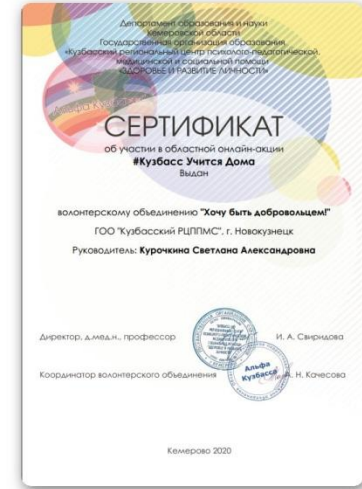 Департамент образования и науки
Кемеровской области
Государственная организация образования
«Кузбасский региональный центр психолого-педагогической,
медицинской и социальной помощи
«ЗДОРОВЬЕ И РАЗВИТИЕ ЛИЧНОСТИ»
СЕРТИФИКАТ
об участии в областной онлайн-акции
#Кузбасс Учится Дома
Выдан
волонтерскому объединению "Хочу быть добровольцем!"
ГОО "Кузбасский РЦППМС". г. Новокузнецк
Руководитель: Курочкина Светлана Александровна
Директор, д.мед.н., профессор И. А. Свиридова
Альфа
Кузбасса
Координатор волонтерского объединения А. Н. Качесова
Кемерово 2020